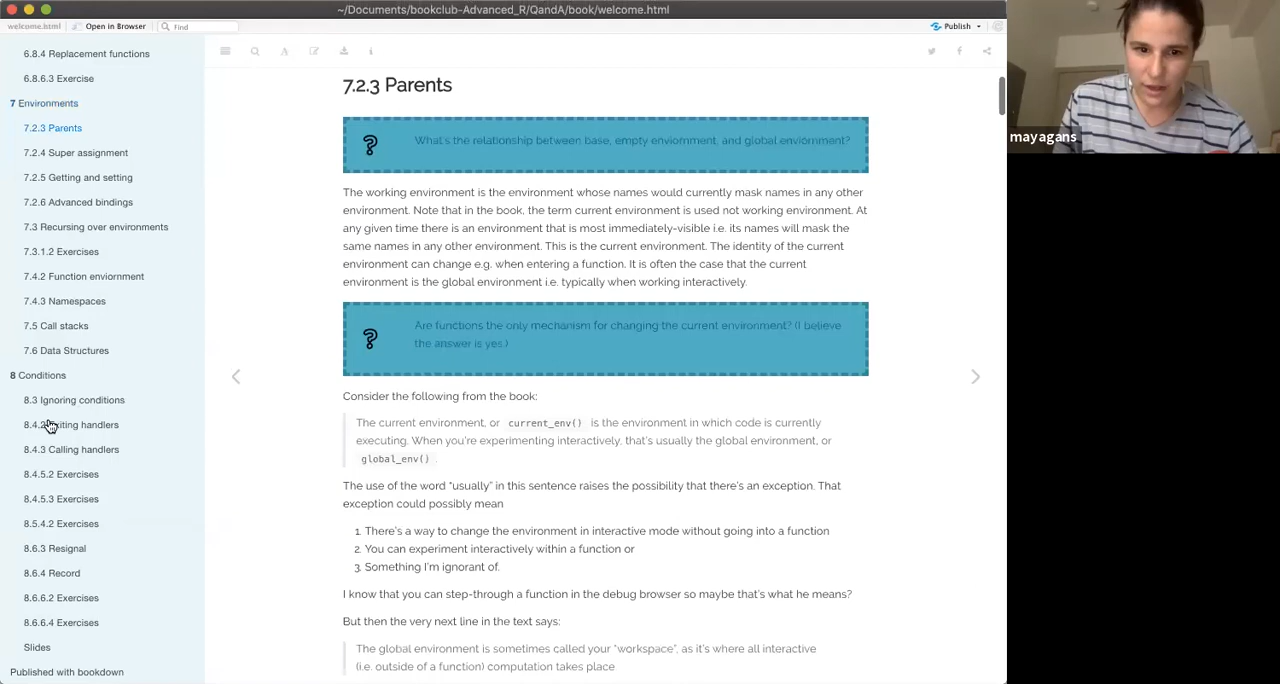 ~/Documents/bookclub-Advanced_R/QandA/book/welcome.html
welcome.html
Open in Browser
Find
Publish
6.8.4 Replacement functions
6.8.6.3 Exercise
7 Environments
7.2.3 Parents
7.2.4 Super assignment
7.2.5 Getting and setting
7.2.6 Advanced bindings
7.3 Recursing over environments
7.3.1.2 Exercises
7.4.2 Function enviornment
7.4.3 Namespaces
7.5 Call stacks
7.6 Data Structures
8 Conditions
8.3 Ignoring conditions
8.4.2 Exiting handlers
8.4.3 Calling handlers
8.4.5.2 Exercises
8.4.5.3 Exercises
8.5.4.2 Exercises
8.6.3 Resignal
8.6.4 Record
8.6.6.2 Exercises
8.6.6.4 Exercises
Slides
Published with bookdown
7.2.3 Parents
What's the relationship between base, empty enviornment, and global enviornment?
The working environment is the environment whose names would currently mask names in any other
environment. Note that in the book, the term current environment is used not working environment. At
any given time there is an environment that is most immediately-visible i.e. its names will mask the
same names in any other environment. This is the current environment. The identity of the current
environment can change e.g. when entering a function. It is often the case that the current
environment is the global environment i.e. typically when working interactively.
Are functions the only mechanism for changing the current environment? (I believe
the answer is yes.)
Consider the following from the book:
The current environment, or current_env() is the environment in which code is currently
executing. When you're experimenting interactively, that's usually the global environment, or
global_env() .
The use of the word “usually” in this sentence raises the possibility that there's an exception. That
exception could possibly mean
1. There's a way to change the environment in interactive mode without going into a function
2. You can experiment interactively within a function or
3. Something I'm ignorant of.
I know that you can step-through a function in the debug browser so maybe that's what he means?
But then the very next line in the text says:
The global environment is sometimes called your “workspace”, as it's where all interactive
(i.e. outside of a function) computation takes place
mayagans